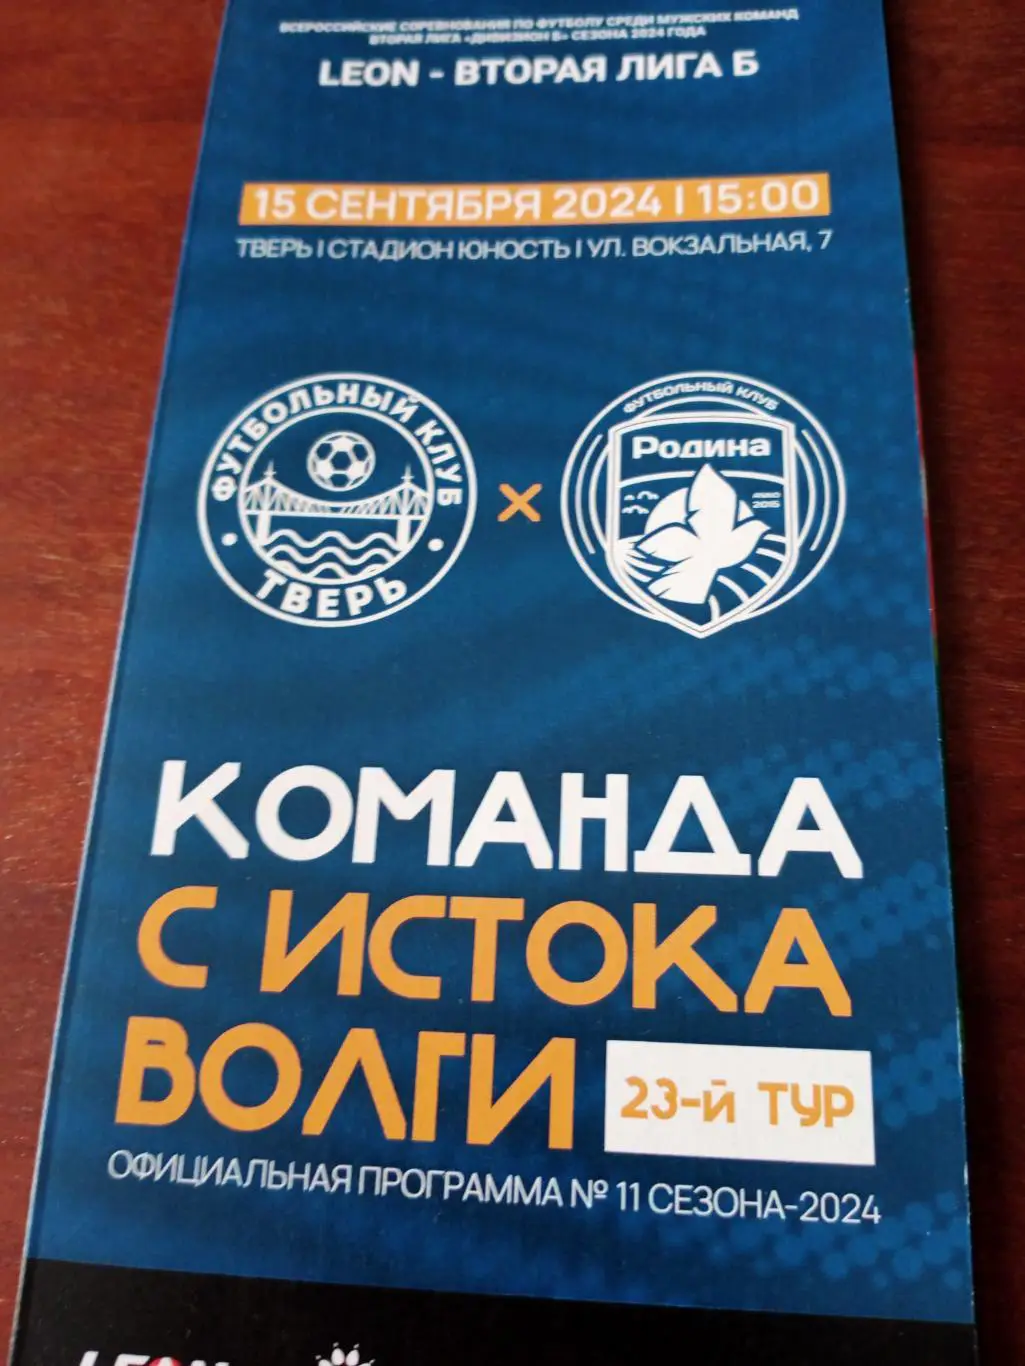 ВСЕРОССИЙСКИЕ СОРЕВНОВАНИЯ ПО ФУТБОЛУ СРЕДИ МУЖСКИХ КОМАНД
ВТОРАЯ ЛИГА «ДИВИЗИОН Б» СЕЗОНА 2024 ГОДА
LEON - ВТОРАЯ ЛИГА Б
15 СЕНТЯБРЯ 2024 | 15:00
ТВЕРЬ | СТАДИОН ЮНОСТЬ | УЛ. ВОКЗАЛЬНАЯ, 7
ФУТБОЛЬНЫЙ КЛУБ
ТВЕРЬ
×
ФУТБОЛЬНЫЙ КЛУБ
Родина
2015
КОМАНДА
С ИСТОКА
ВОЛГИ
23-й ТУР
ОФИЦИАЛЬНАЯ ПРОГРАММА № 11 СЕЗОНА-2024
LEON